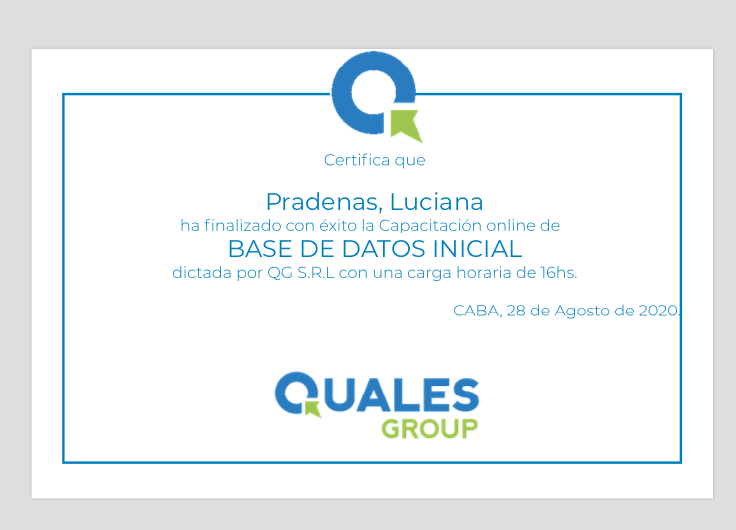 Certifica que
Pradenas, Luciana
ha finalizado con éxito la Capacitación online de
BASE DE DATOS INICIAL
dictada por QG S.R.L con una carga horaria de 16hs.
CABA, 28 de Agosto de 2020.
QUALES
GROUP